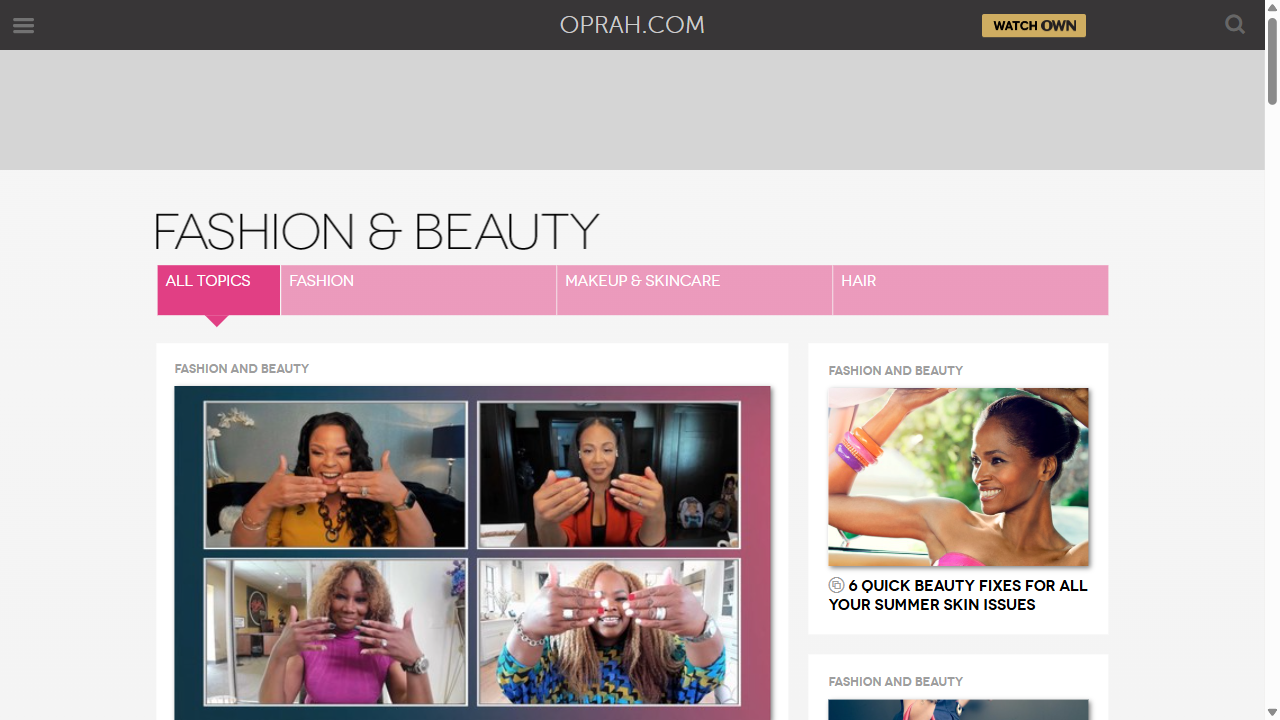 OPRAH.COM
WATCH OWN
FASHION & BEAUTY
ALL TOPICS
FASHION
MAKEUP & SKINCARE
HAIR
FASHION AND BEAUTY
FASHION AND BEAUTY
6 QUICK BEAUTY FIXES FOR ALL
YOUR SUMMER SKIN ISSUES
FASHION AND BEAUTY